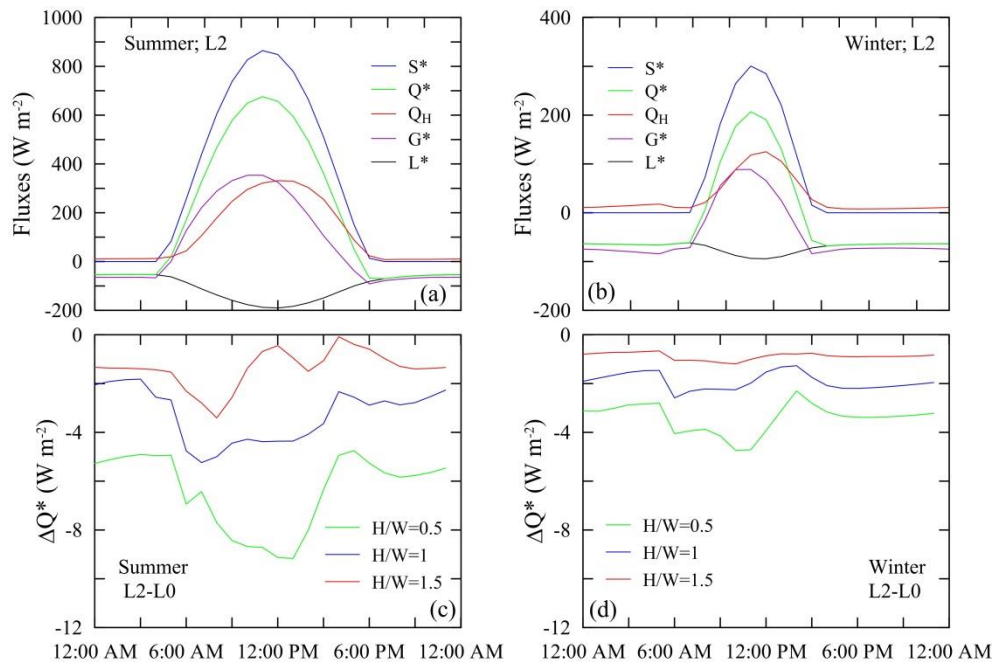 1000
800
600
400
200
0
-200
Fluxes (W m-2)
Summer; L2
S*
Q*
QH
G*
L*
(a)
400
200
0
-200
Fluxes (W m-2)
Winter; L2
S*
Q*
QH
G*
L*
(b)
0
-4
-8
-12
ΔQ* (W m-2)
H/W=0.5
H/W=1
H/W=1.5
Summer
L2-L0
(c)
12:00 AM 6:00 AM 12:00 PM 6:00 PM 12:00 AM
0
-4
-8
-12
ΔQ* (W m-2)
H/W=0.5
H/W=1
H/W=1.5
Winter
L2-L0
(d)
12:00 AM 6:00 AM 12:00 PM 6:00 PM 12:00 AM